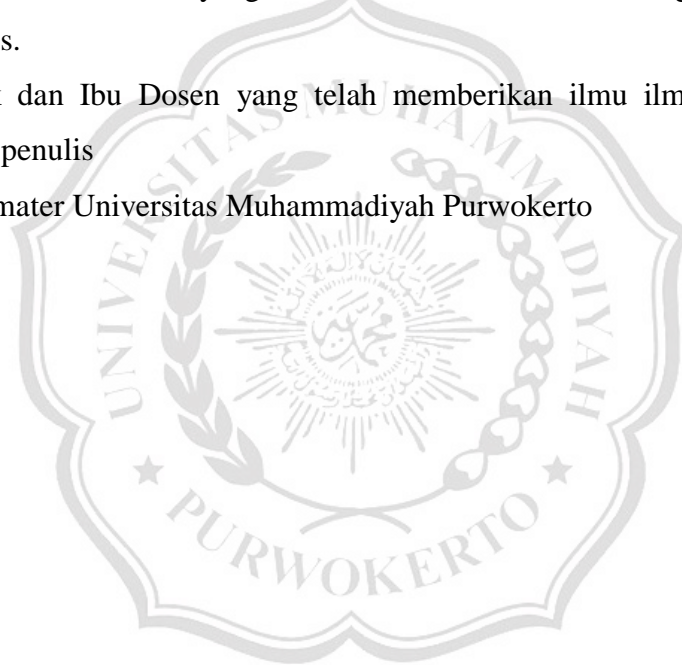 s.
dan Ibu Dosen yang telah memberikan ilmu ilm
penulis
mater Universitas Muhammadiyah Purwokerto
UNIVERSITAS MUHAMMADIYAH
PURWOKERTO